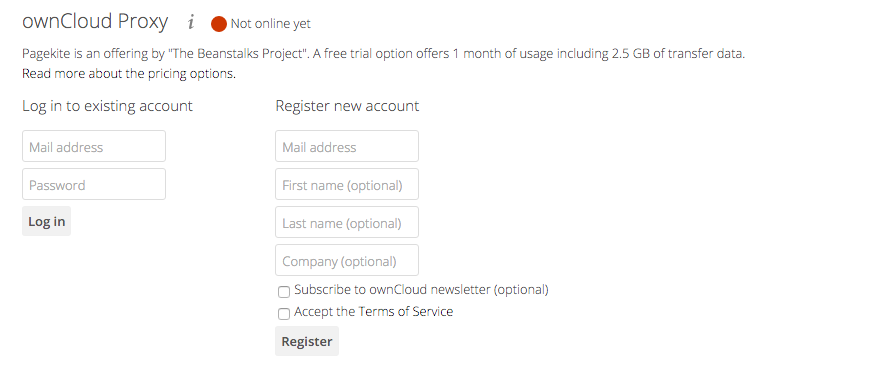 ownCloud Proxy i Not online yet
Pagekite is an offering by "The Beanstalks Project". A free trial option offers 1 month of usage including 2.5 GB of transfer data.
Read more about the pricing options.
Log in to existing account
Mail address
Password
Log in
Register new account
Mail address
First name (optional)
Last name (optional)
Company (optional)
Subscribe to ownCloud newsletter (optional)
Accept the Terms of Service
Register